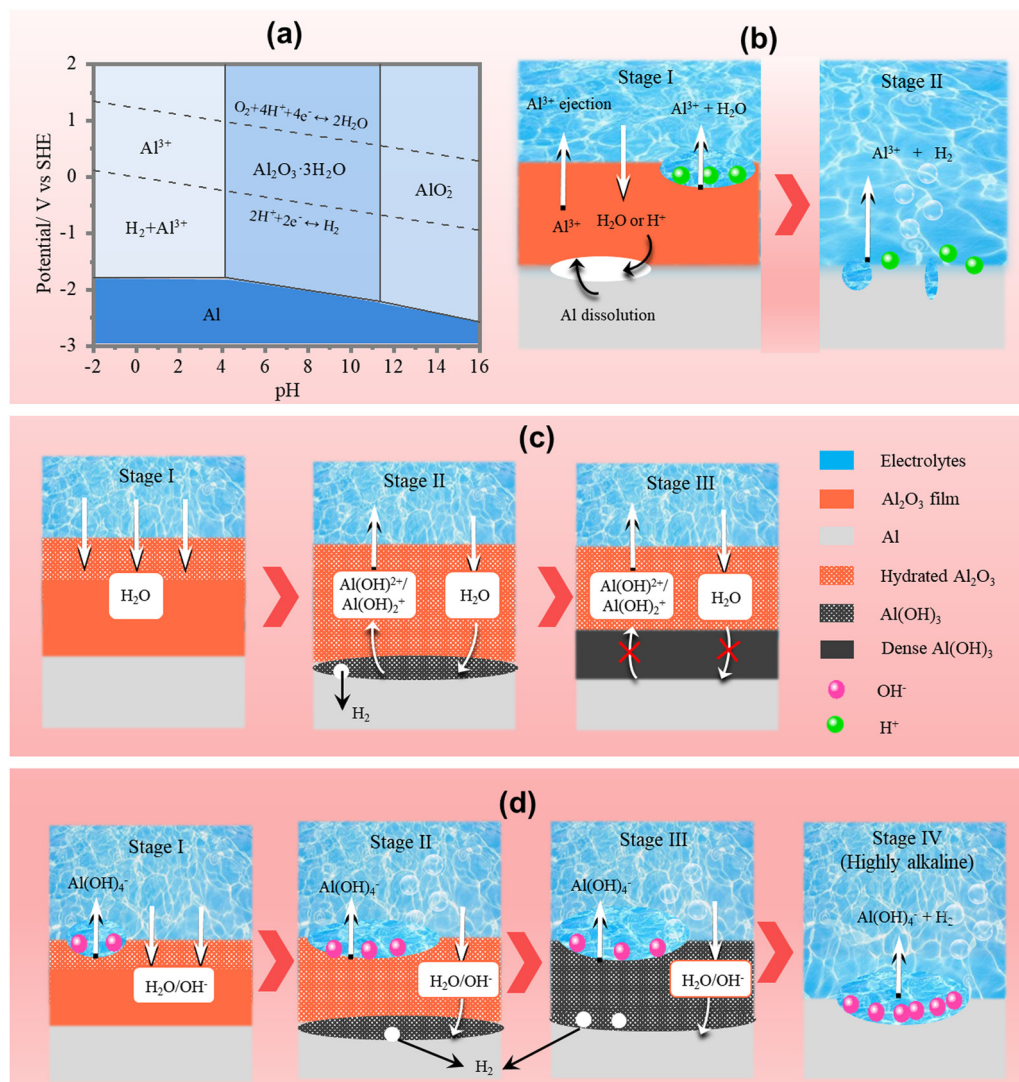 (a)
2
1
0
-1
-2
-3
Potential/ V vs SHE
O₂+4H⁺+4e⁻↔ 2H₂O
Al³⁺
Al₂O₃·3H₂O
AlO₂⁻
H₂+Al³⁺
2H⁺+2e⁻↔ H₂
Al
-2 0 2 4 6 8 10 12 14 16
pH
(b)
Stage I
Al³⁺ ejection
Al³⁺ + H₂O
Al³⁺
H₂O or H⁺
Al dissolution
Stage II
Al³⁺ + H₂
(c)
Stage I
H₂O
Stage II
Al(OH)²⁺/
Al(OH)₂⁺
H₂O
H₂
Stage III
Al(OH)²⁺/
Al(OH)₂⁺
H₂O
Electrolytes
Al₂O₃ film
Al
Hydrated Al₂O₃
Al(OH)₃
Dense Al(OH)₃
OH⁻
H⁺
(d)
Stage I
Al(OH)₄⁻
H₂O/OH⁻
Stage II
Al(OH)₄⁻
H₂O/OH⁻
Stage III
Al(OH)₄⁻
H₂O/OH⁻
H₂
Stage IV
(Highly alkaline)
Al(OH)₄⁻ + H₂